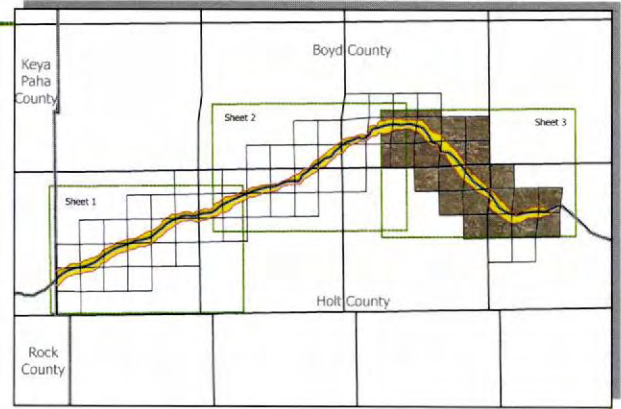 Boyd County
Keya
Paha
County
Sheet 2
Sheet 3
Sheet 1
Holt County
Rock
County